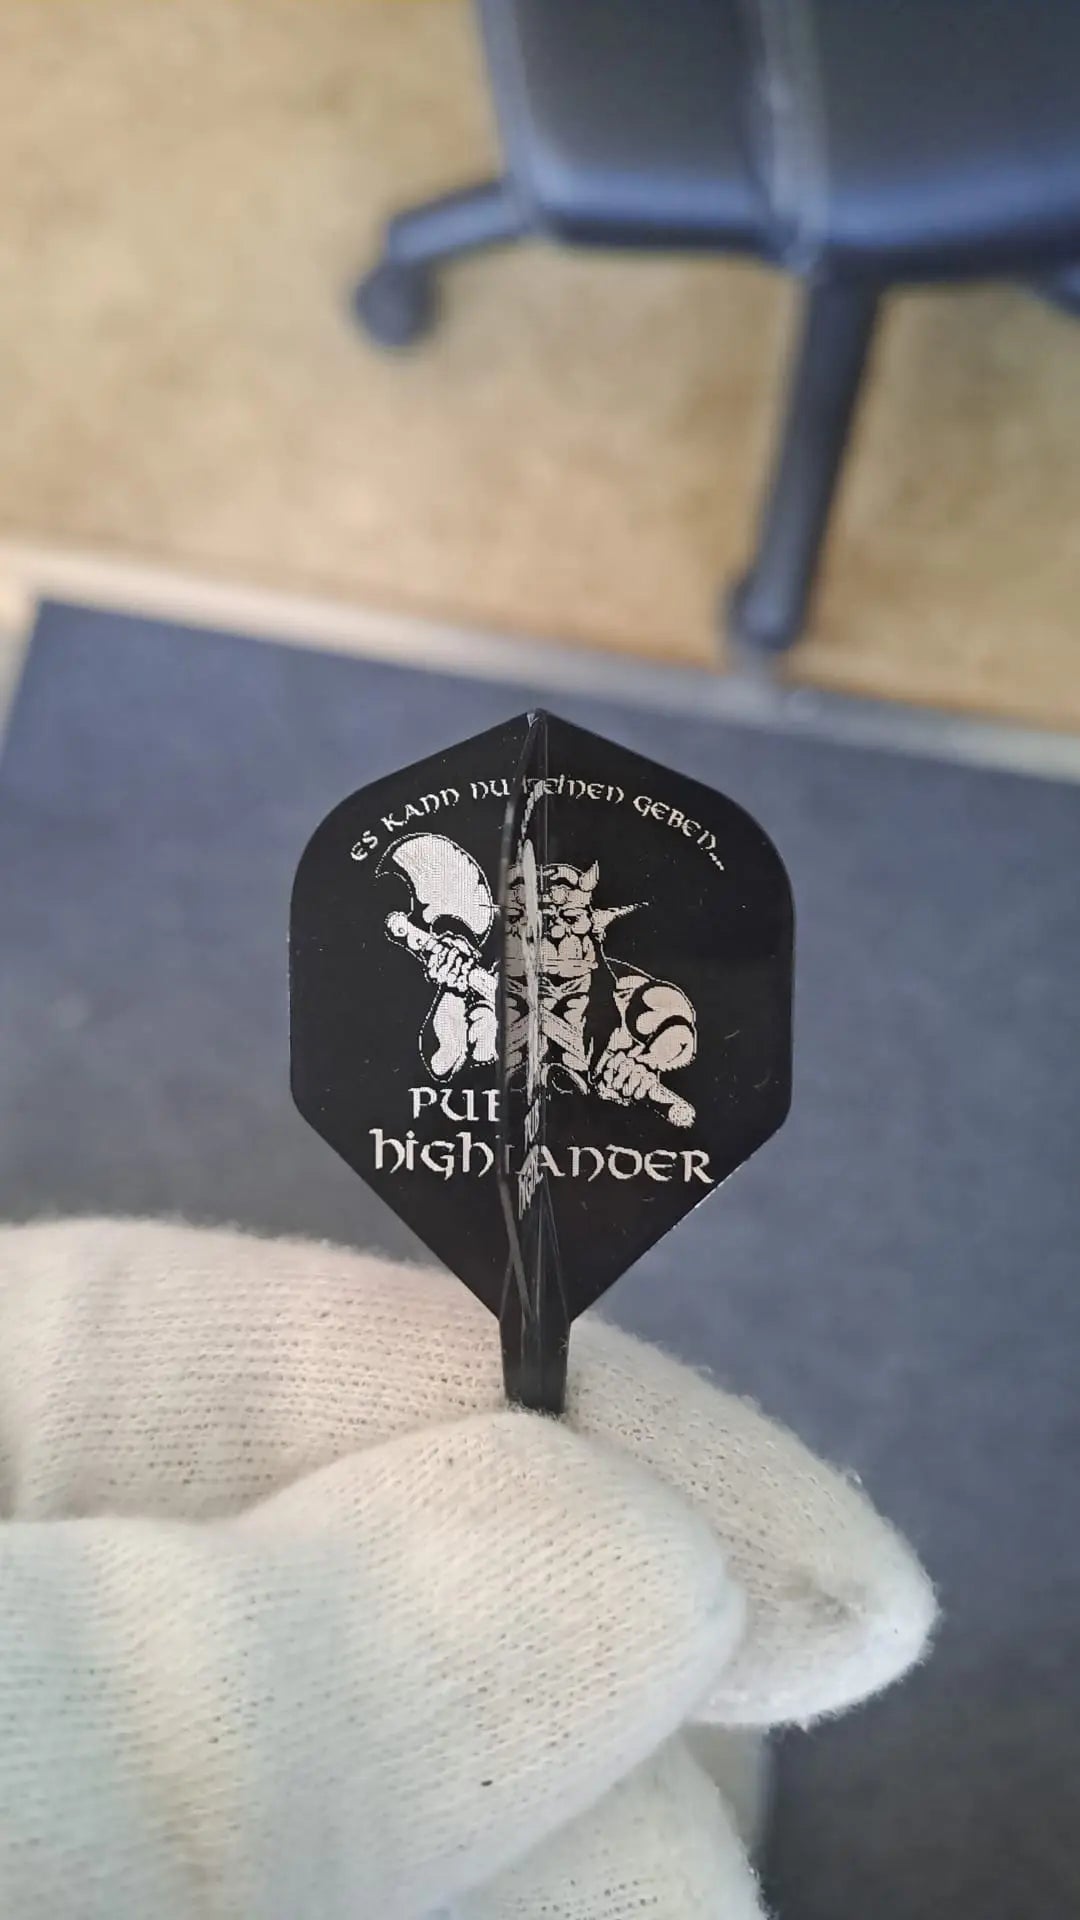 ES KANN NUR EINEN GEBEN...
PUB
HIGHLANDER